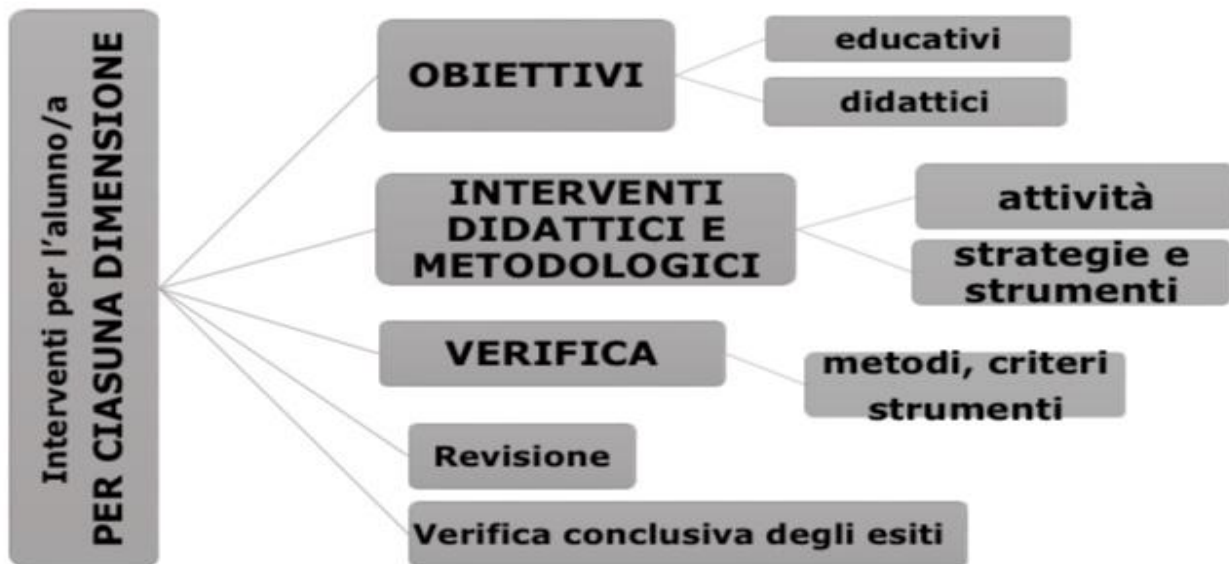 Interventi per l'alunno/a
PER CIASUNA DIMENSIONE
OBIETTIVI
educativi
didattici
INTERVENTI
DIDATTICI E
METODOLOGICI
attività
strategie e
strumenti
VERIFICA
metodi, criteri
strumenti
Revisione
Verifica conclusiva degli esiti